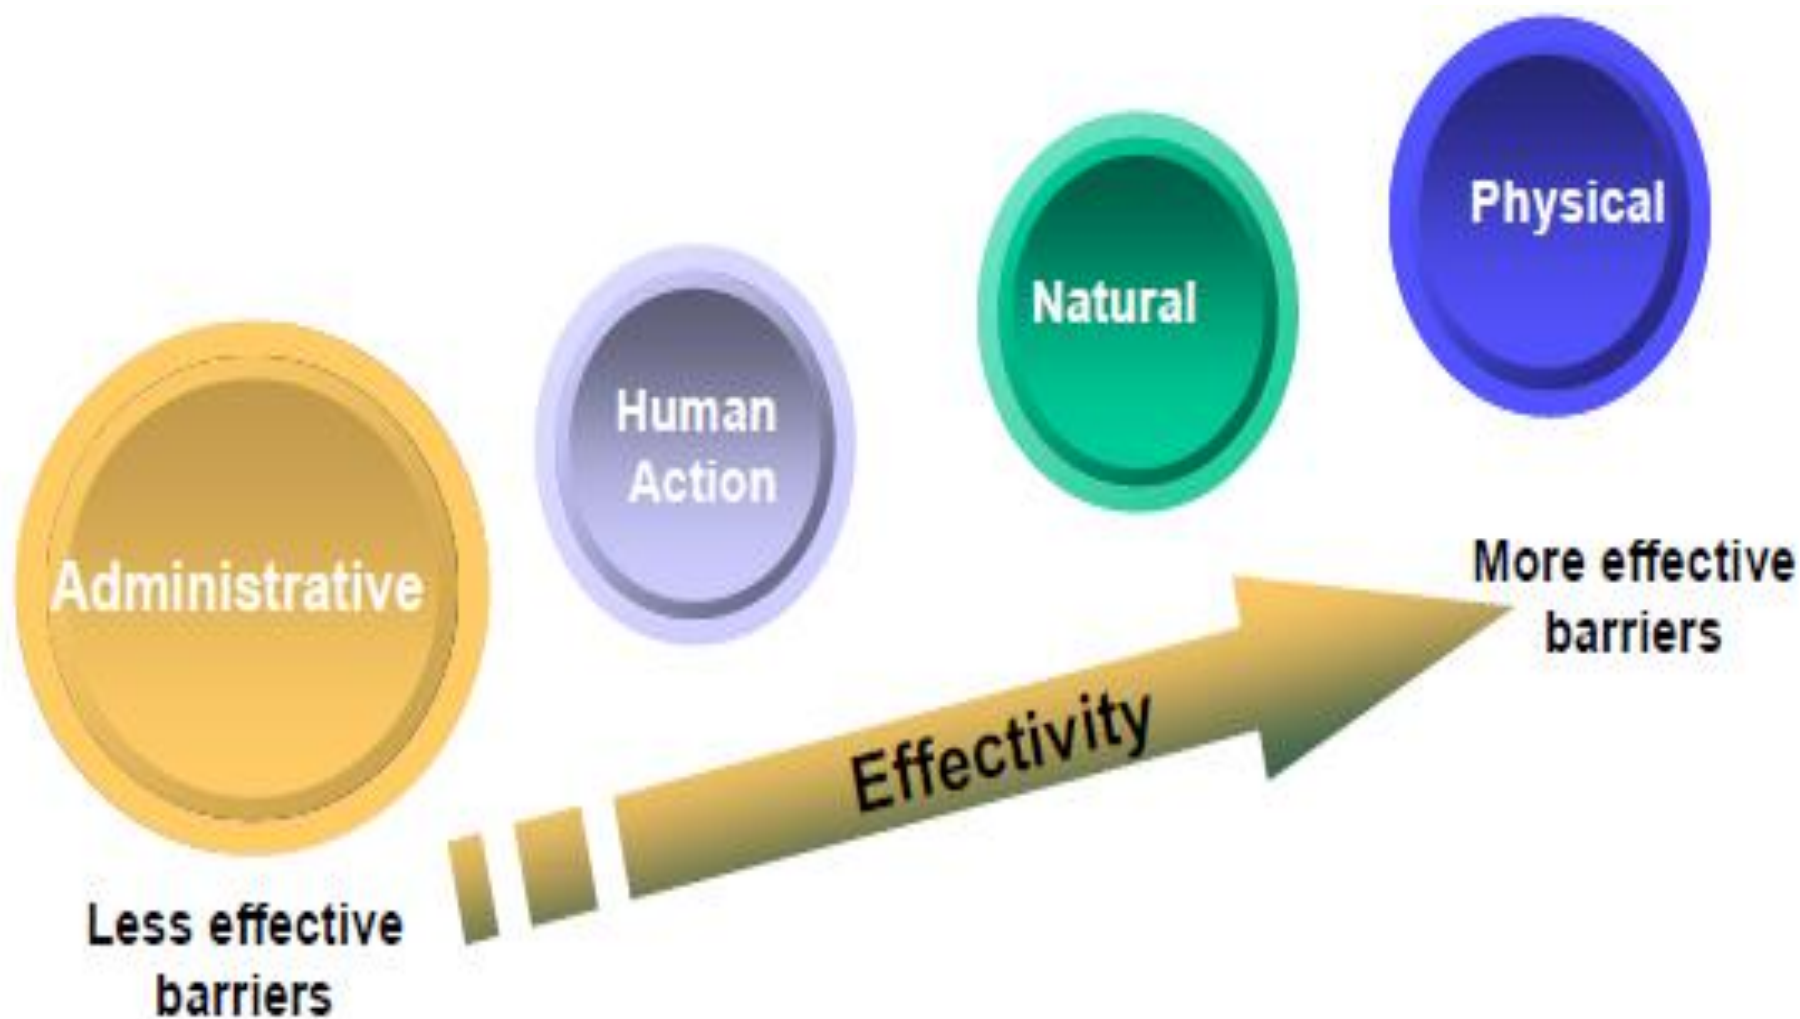 Physical
Natural
Human
Action
Administrative
More effective
barriers
Effectivity
Less effective
barriers